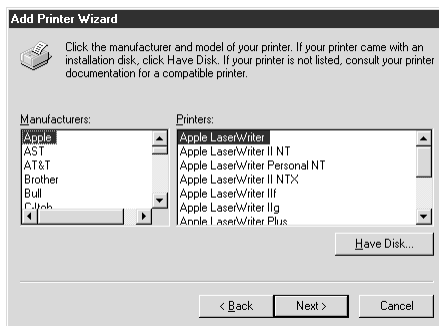 Add Printer Wizard
Click the manufacturer and model of your printer. If your printer came with an
installation disk, click Have Disk. If your printer is not listed, consult your printer
documentation for a compatible printer.
Manufacturers:
Apple
AST
AT&T
Brother
Bull
C-Itoh
Printers:
Apple LaserWriter
Apple LaserWriter II NT
Apple LaserWriter Personal NT
Apple LaserWriter II NTX
Apple LaserWriter IIf
Apple LaserWriter IIg
Apple LaserWriter Plus
Have Disk...
< Back
Next >
Cancel